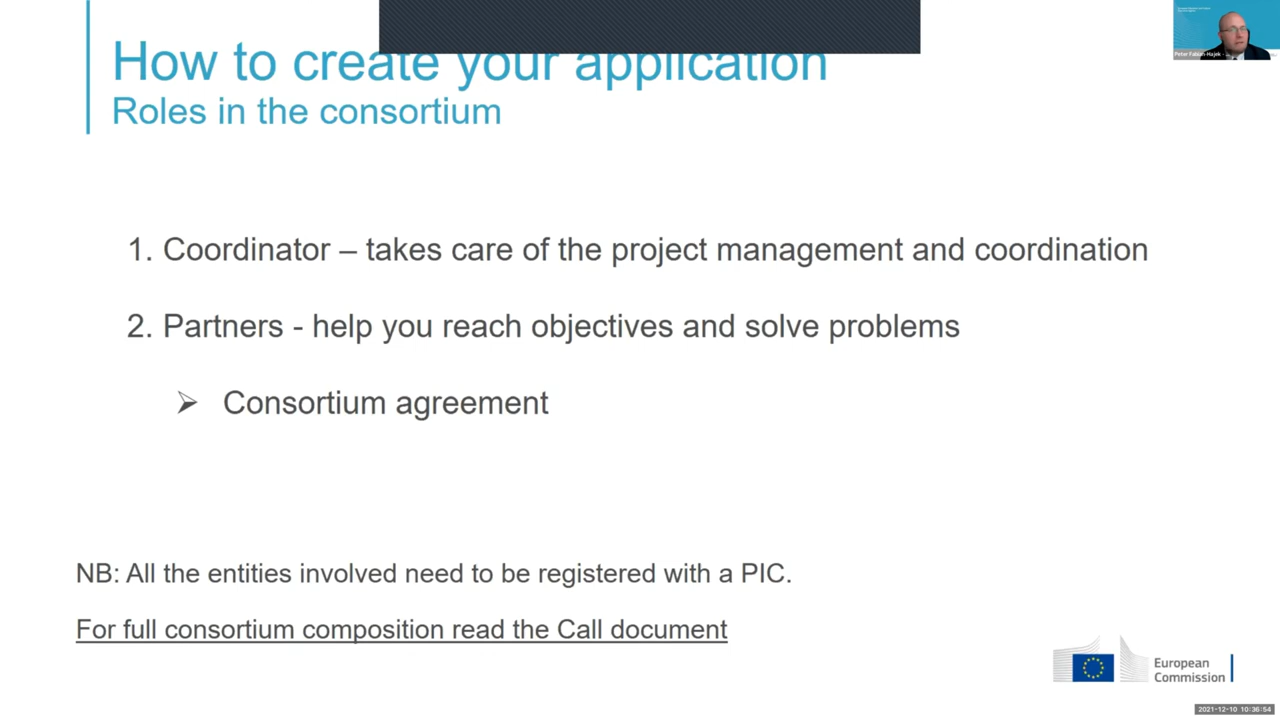 How to create your application
Roles in the consortium
1. Coordinator – takes care of the project management and coordination
2. Partners - help you reach objectives and solve problems
➢ Consortium agreement
NB: All the entities involved need to be registered with a PIC.
For full consortium composition read the Call document
European
Commission
Peter Fabian-Hajek -
2021-12-10 10:36:54